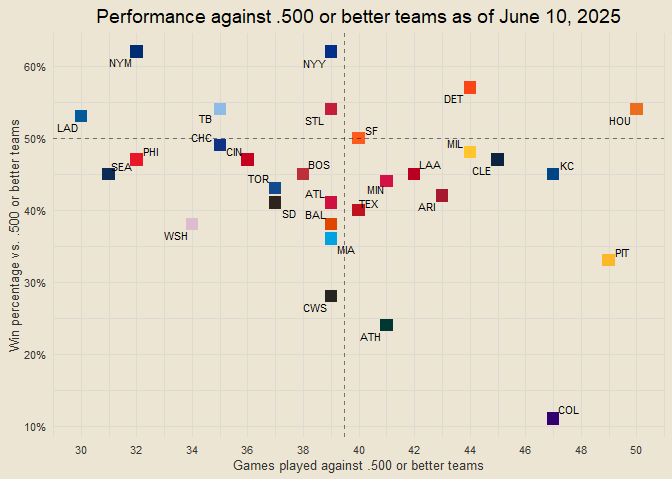 Performance against .500 or better teams as of June 10, 2025
Win percentage vs. .500 or better teams
60%
50%
40%
30%
20%
10%
NYM
NYY
DET
LAD
TB
STL
HOU
CHC
SF
PHI
CIN
MIL
SEA
BOS
LAA
CLE
KC
TOR
MIN
ATL
SD
BAL
TEX
ARI
WSH
MIA
PIT
CWS
ATH
COL
30
32
34
36
38
40
42
44
46
48
50
Games played against .500 or better teams